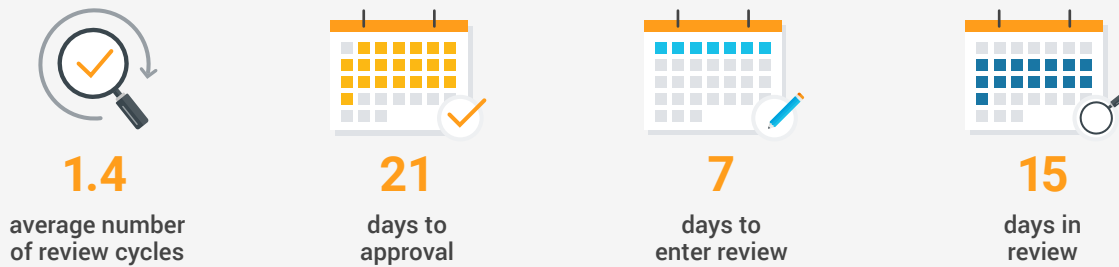 1.4
average number
of review cycles
21
days to
approval
7
days to
enter review
15
days in
review